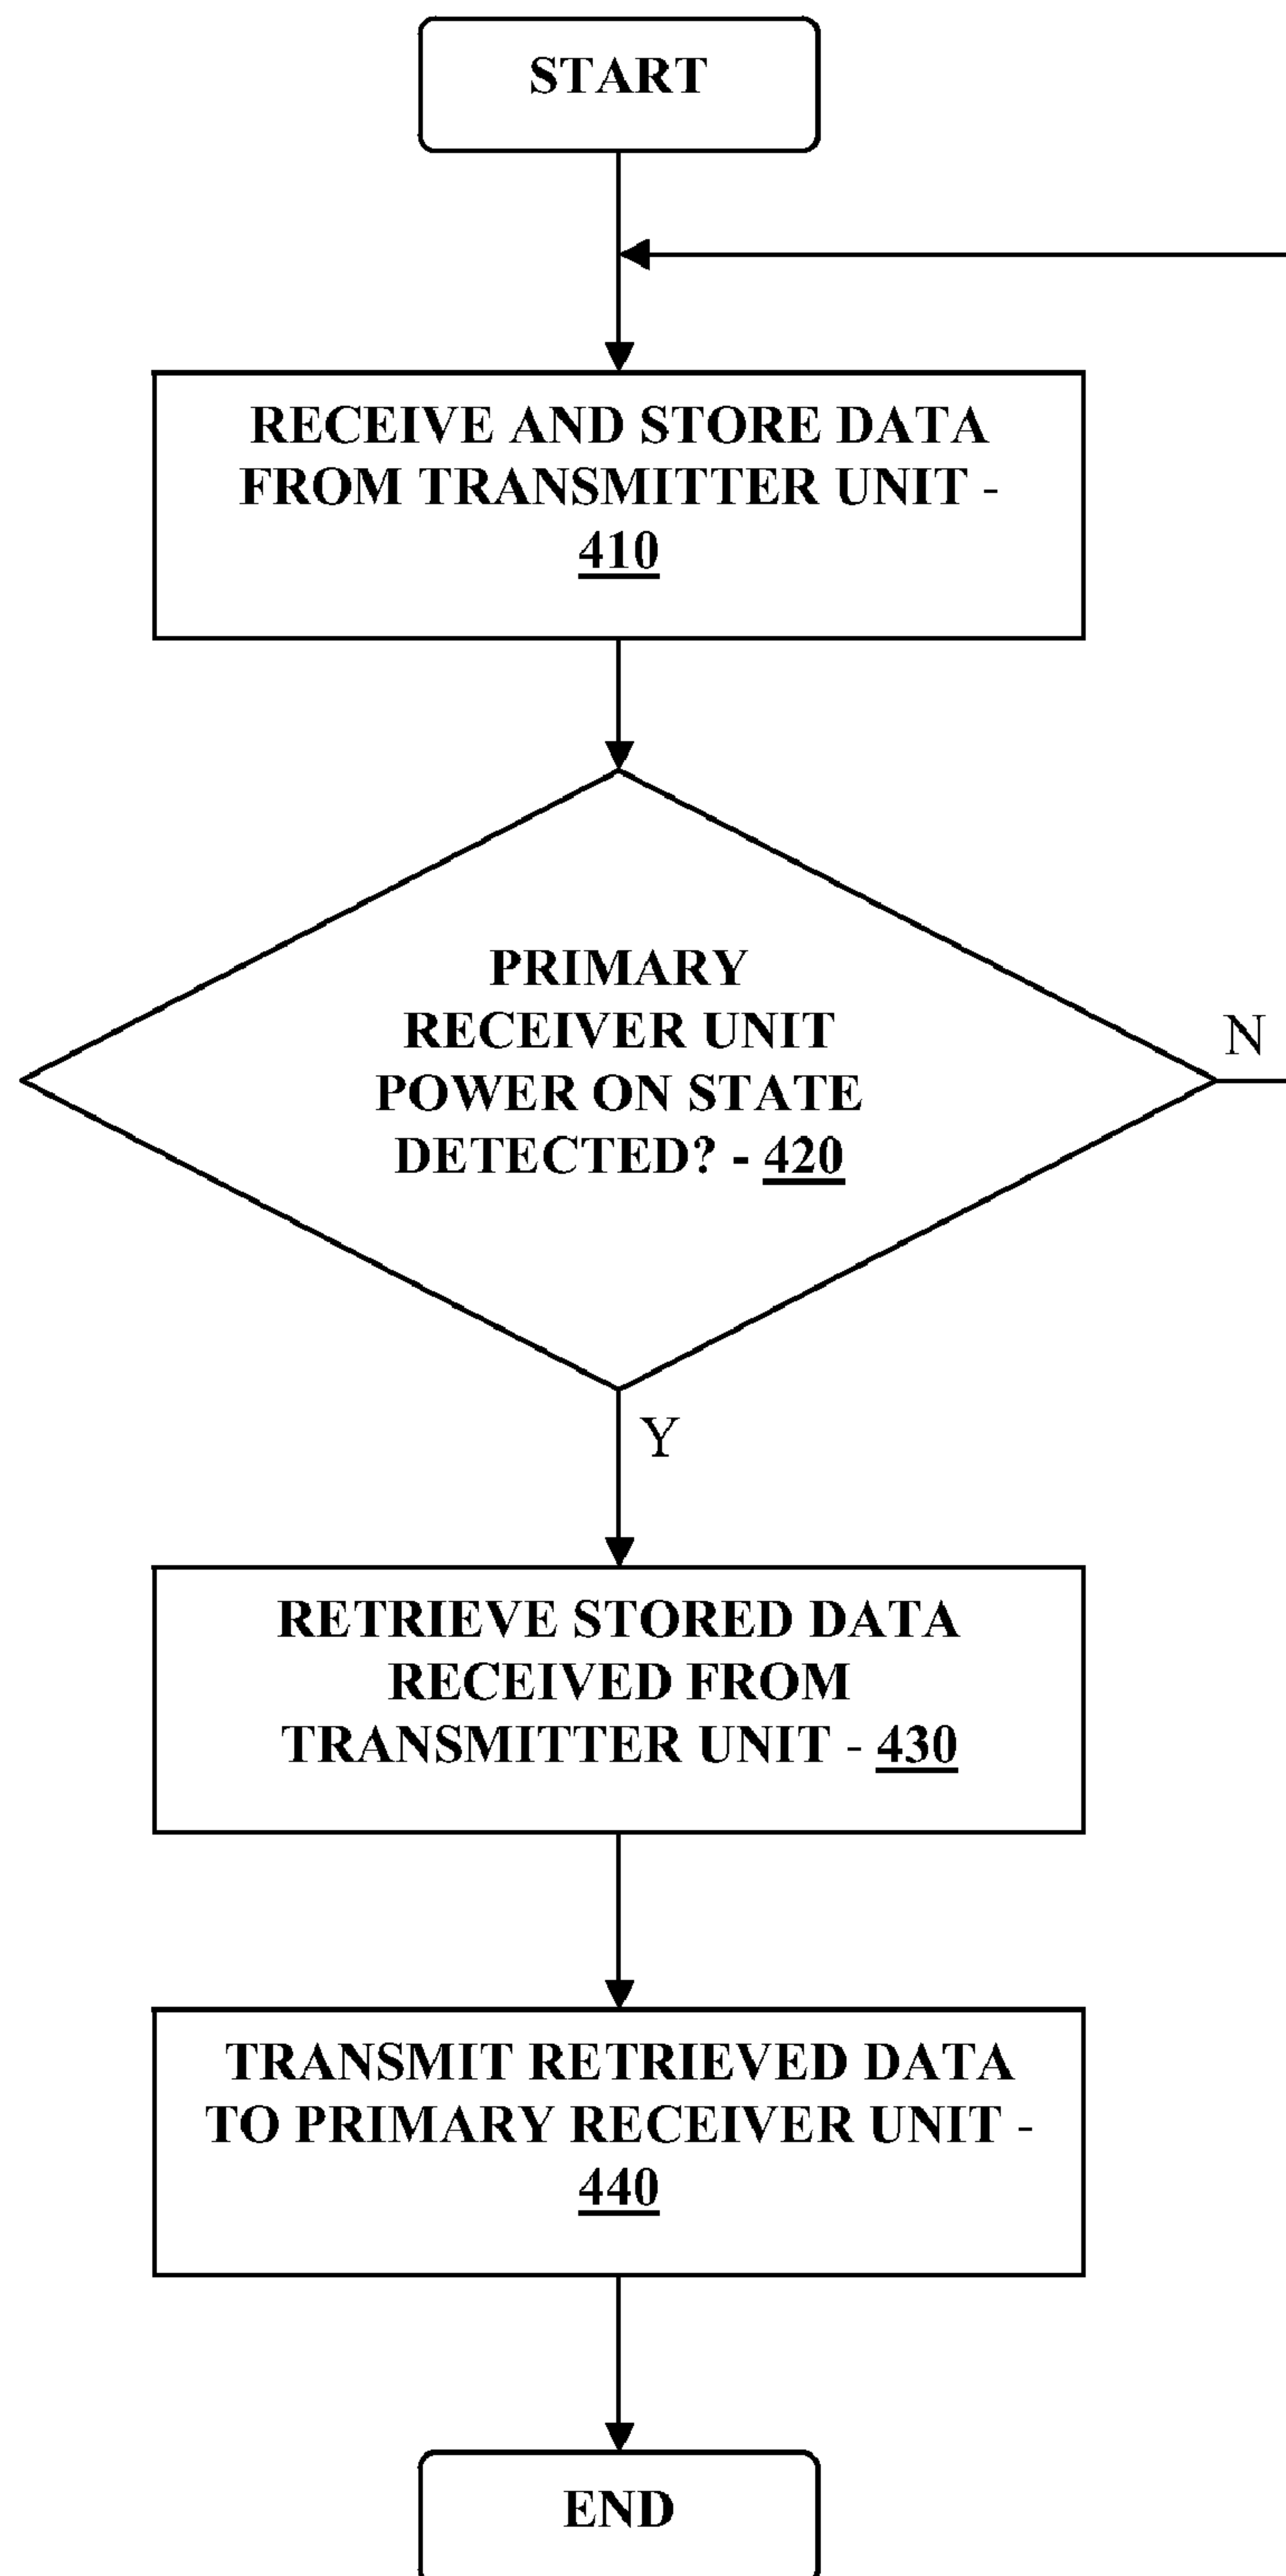 START
RECEIVE AND STORE DATA
FROM TRANSMITTER UNIT -
410
PRIMARY
RECEIVER UNIT
POWER ON STATE
DETECTED? - 420
N
Y
RETRIEVE STORED DATA
RECEIVED FROM
TRANSMITTER UNIT - 430
TRANSMIT RETRIEVED DATA
TO PRIMARY RECEIVER UNIT -
440
END